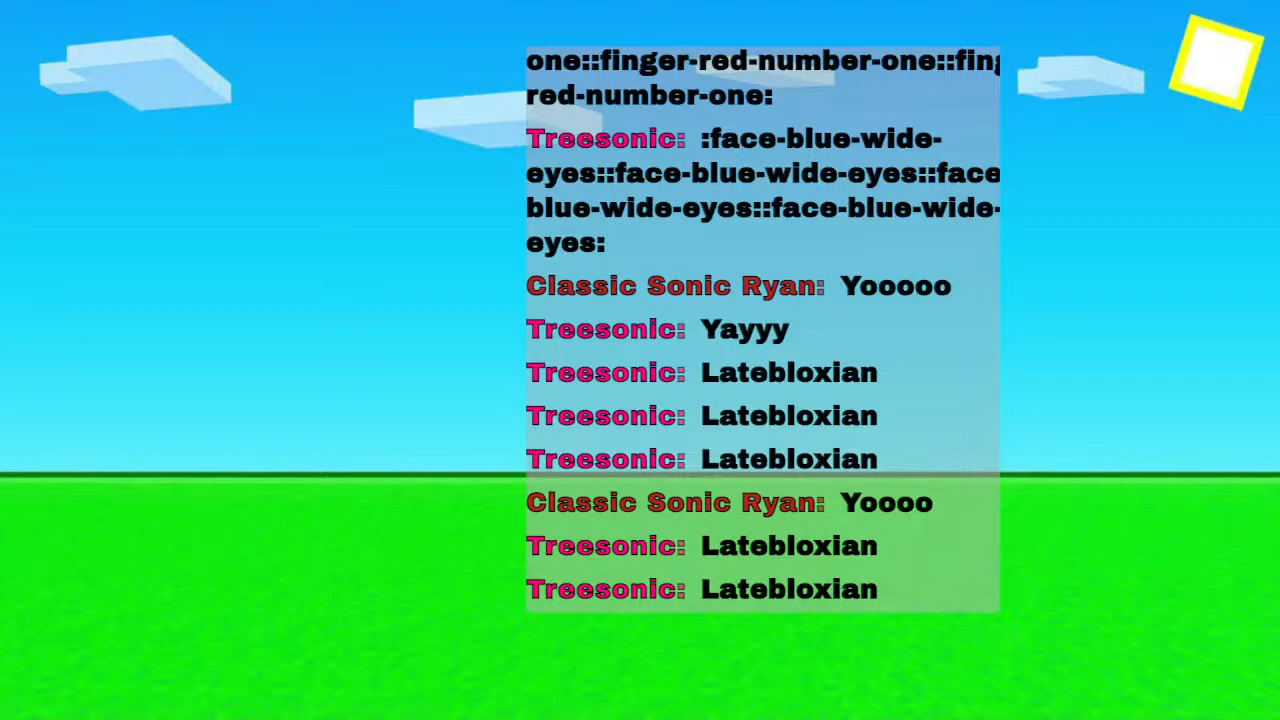 one::finger-red-number-one::fing
red-number-one:
Treesonic: :face-blue-wide-
eyes::face-blue-wide-eyes::face
blue-wide-eyes::face-blue-wide-
eyes:
Classic Sonic Ryan: Yooooo
Treesonic: Yayyy
Treesonic: Latebloxian
Treesonic: Latebloxian
Treesonic: Latebloxian
Classic Sonic Ryan: Yoooo
Treesonic: Latebloxian
Treesonic: Latebloxian